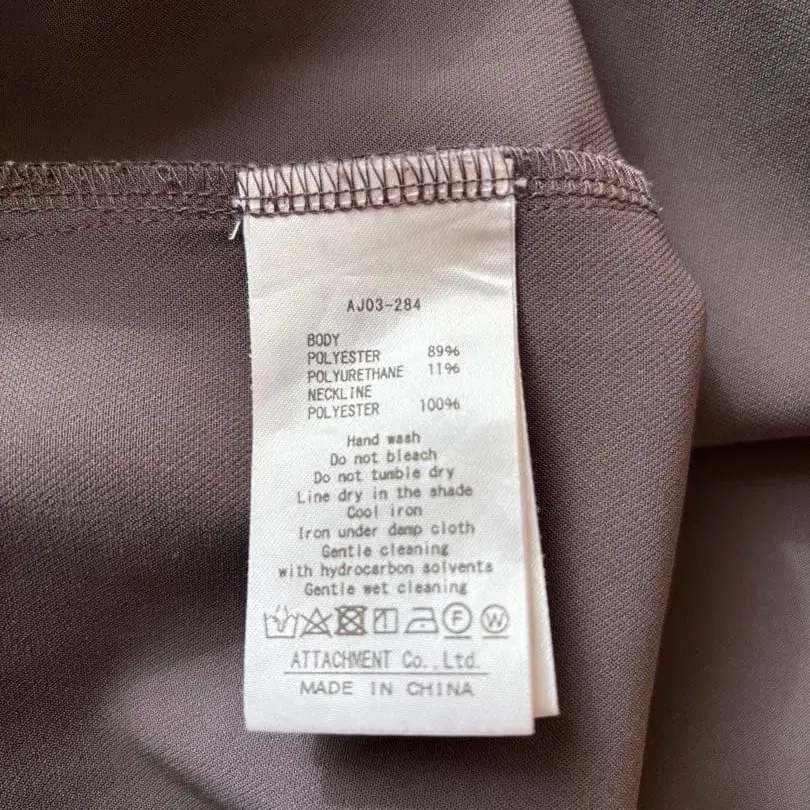 AJ03-284
BODY
POLYESTER 89%
POLYURETHANE 11%
NECKLINE
POLYESTER 100%
Hand wash
Do not bleach
Do not tumble dry
Line dry in the shade
Cool iron
Iron under damp cloth
Gentle cleaning
with hydrocarbon solvents
Gentle wet cleaning
F W
ATTACHMENT Co.,Ltd.
MADE IN CHINA